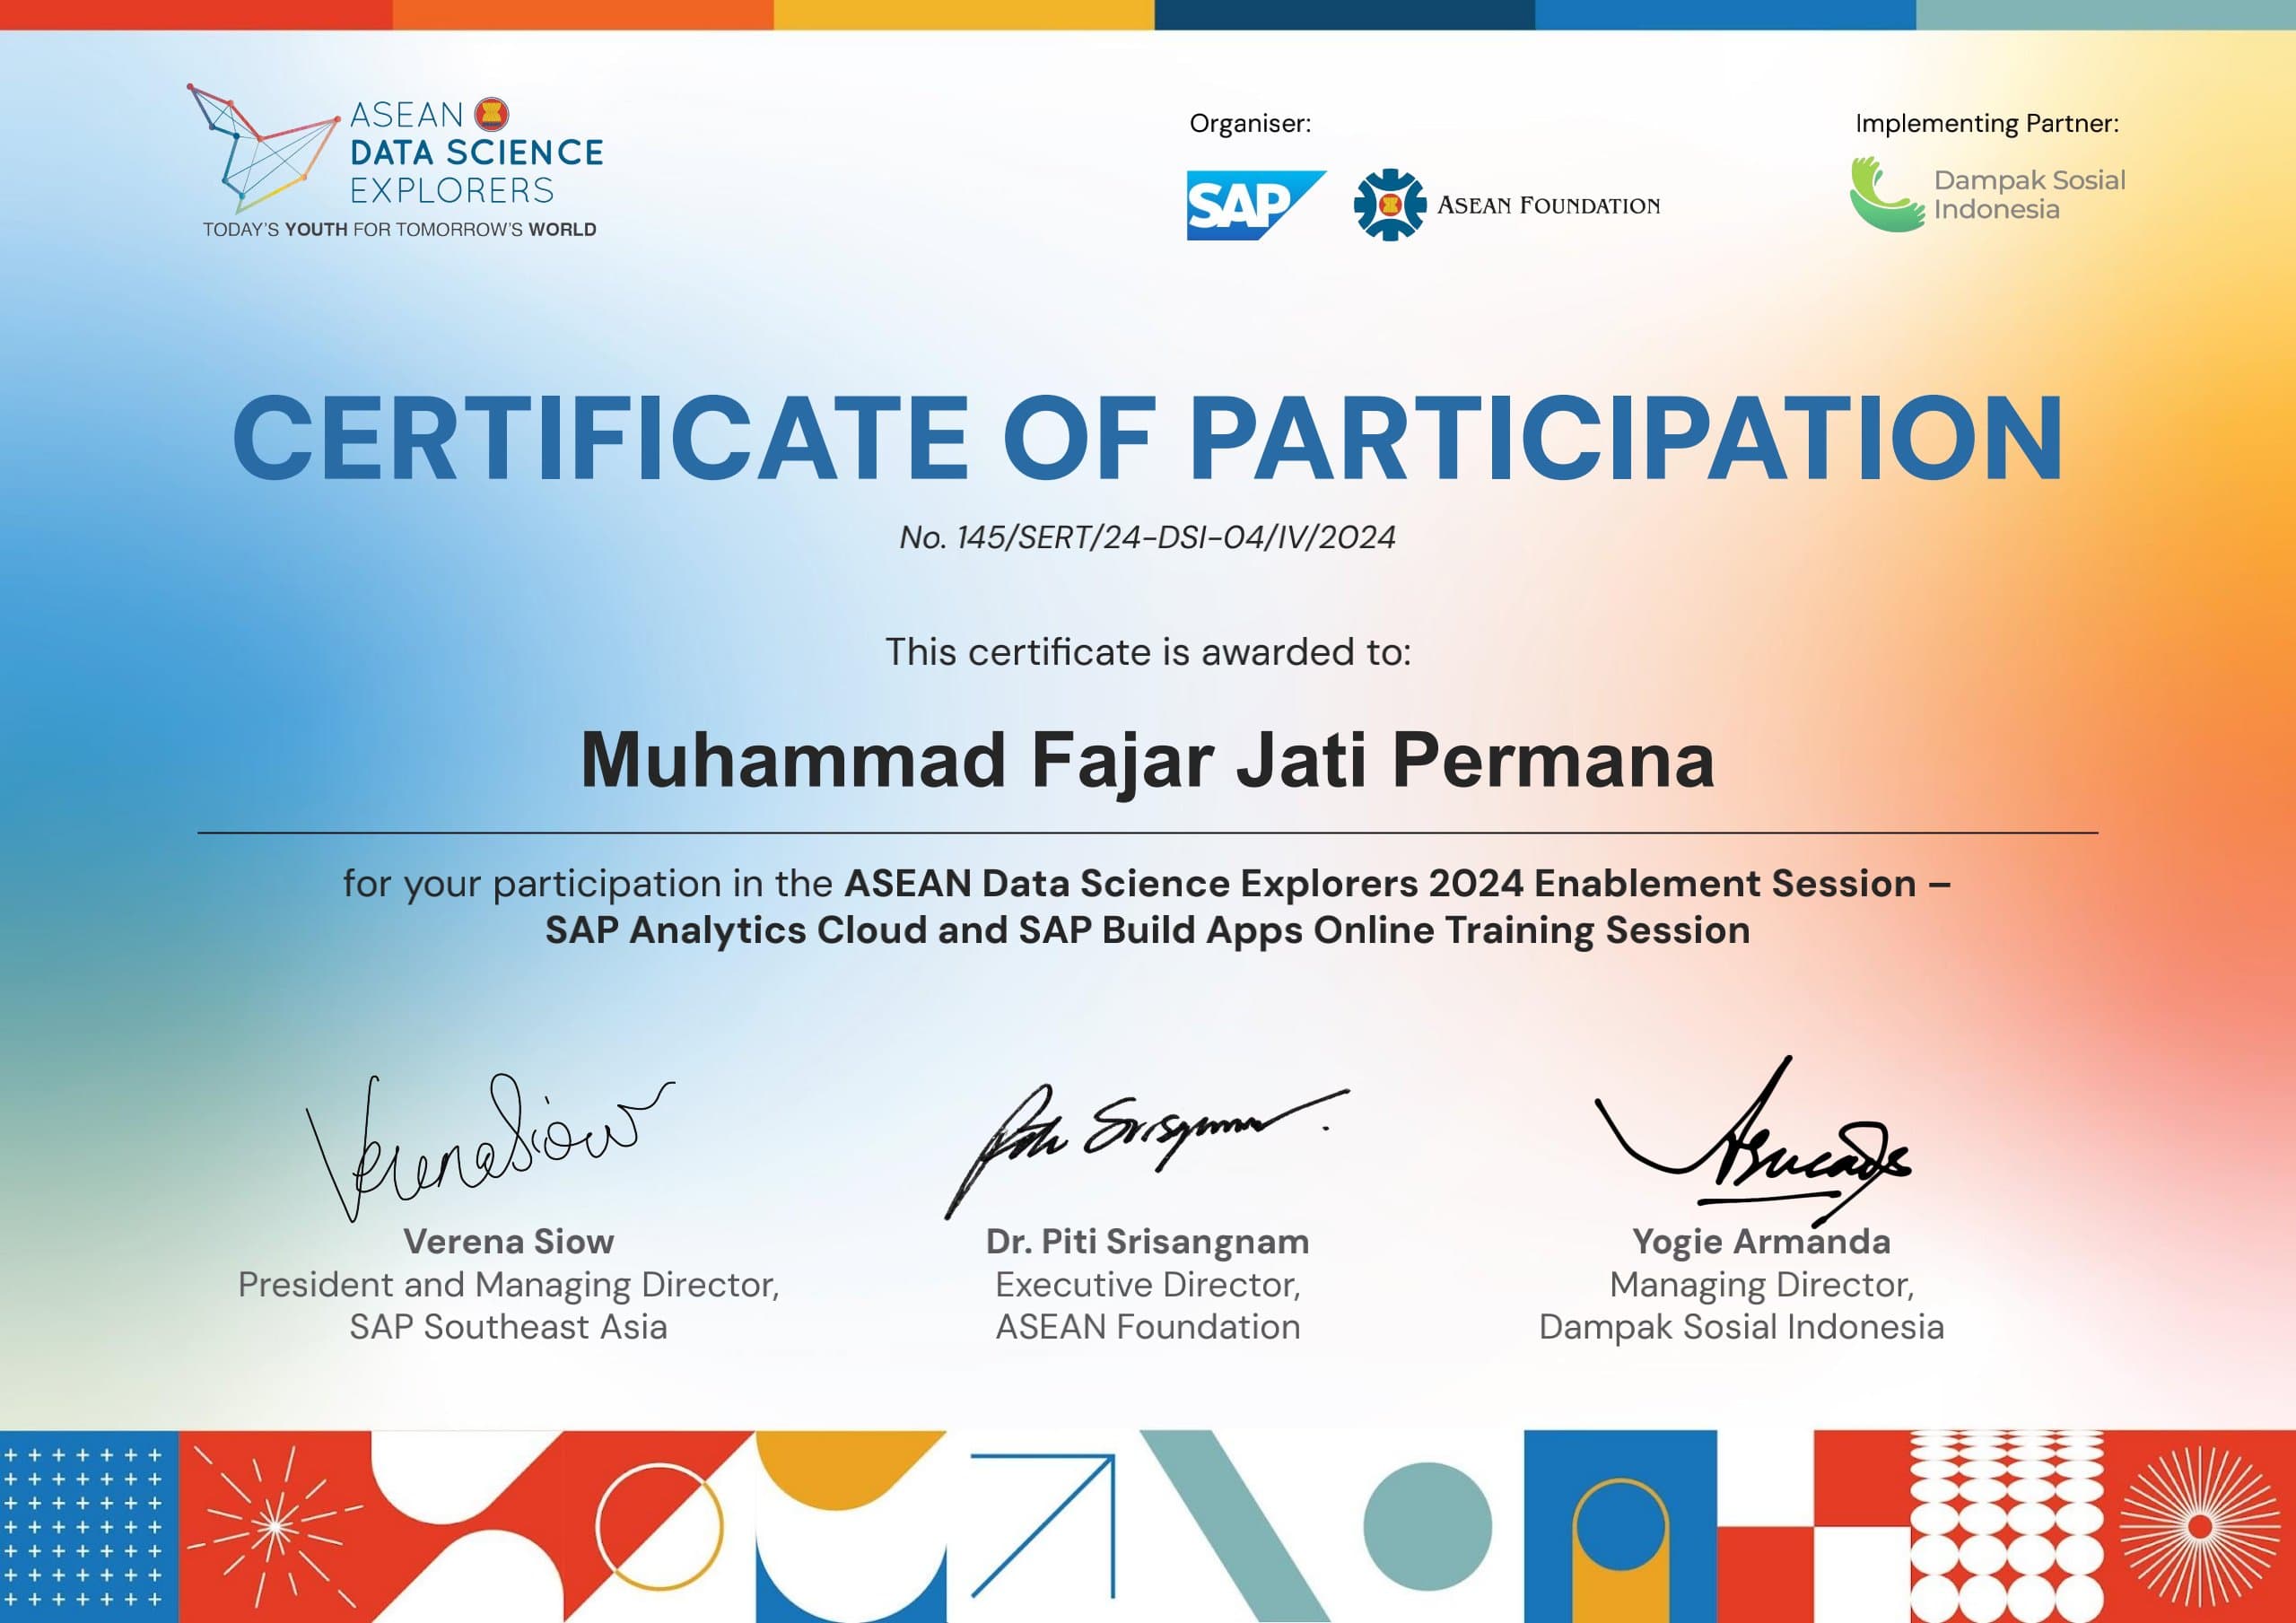 ASEAN
DATA SCIENCE
EXPLORERS
TODAY'S YOUTH FOR TOMORROW'S WORLD
Organiser:
SAP
ASEAN FOUNDATION
Implementing Partner:
Dampak Sosial
Indonesia
CERTIFICATE OF PARTICIPATION
No. 145/SERT/24-DSI-04/IV/2024
This certificate is awarded to:
Muhammad Fajar Jati Permana
for your participation in the ASEAN Data Science Explorers 2024 Enablement Session –
SAP Analytics Cloud and SAP Build Apps Online Training Session
Verena Siow
Verena Siow
President and Managing Director,
SAP Southeast Asia
Dr. Piti Srisangnam
Executive Director,
ASEAN Foundation
Yogie Armanda
Managing Director,
Dampak Sosial Indonesia